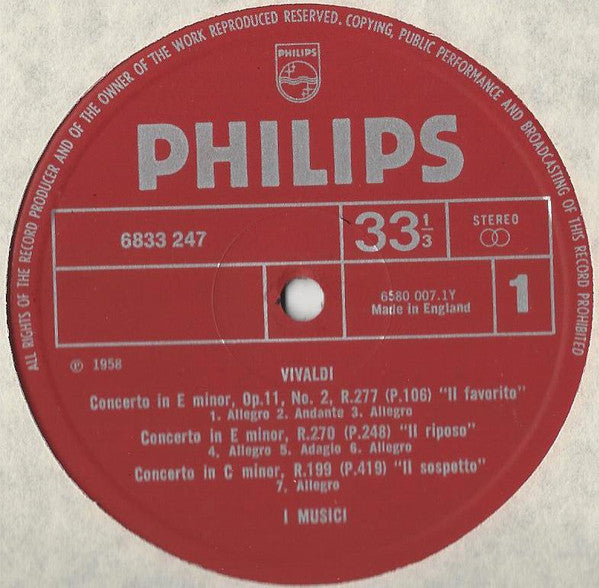 ALL RIGHTS OF THE RECORD PRODUCER AND OF THE OWNER OF THE WORK REPRODUCED RESERVED. COPYING, PUBLIC PERFORMANCE AND BROADCASTING OF THIS RECORD PROHIBITED
PHILIPS
PHILIPS
6833 247
33 1/3
STEREO
6580 007.1Y
Made in England
1
℗ 1958
VIVALDI
Concerto in E minor, Op.11, No. 2, R.277 (P.106) "Il favorito"
1. Allegro 2. Andante 3. Allegro
Concerto in E minor, R.270 (P.248) "Il riposo"
4. Allegro 5. Adagio 6. Allegro
Concerto in C minor, R.199 (P.419) "Il sospetto"
7. Allegro
I MUSICI